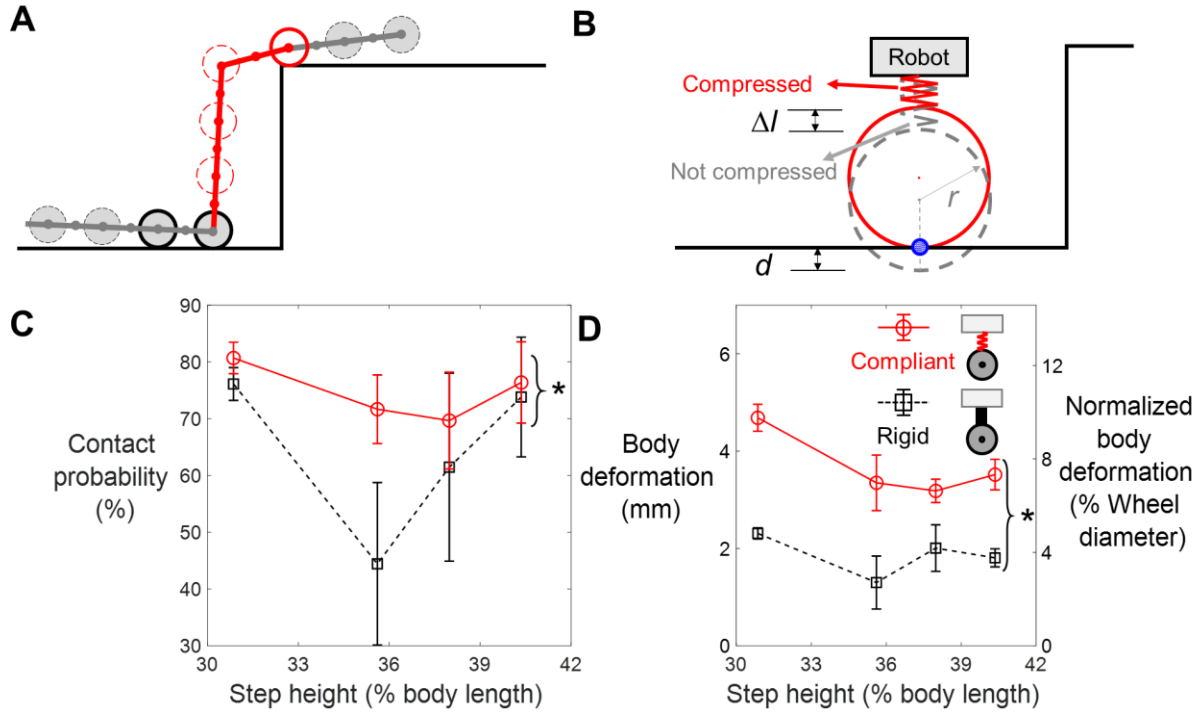 A
B
Robot
Compressed
Δl
Not compressed
r
d
C
90
80
70
60
50
40
30
Contact
probability
(%)
*
30 33 36 39 42
Step height (% body length)
D
6
4
2
0
Body
deformation
(mm)
Compliant
Rigid
12
8
4
0
Normalized
body
deformation
(% Wheel
diameter)
*
30 33 36 39 42
Step height (% body length)